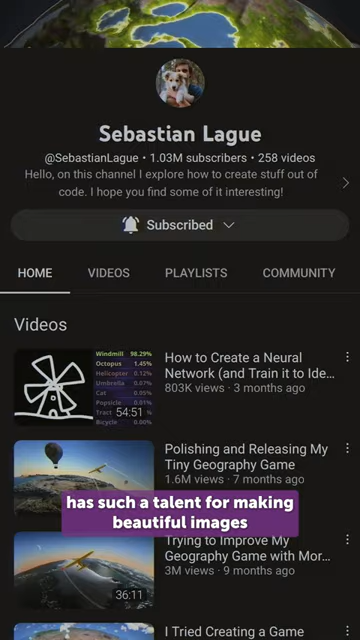 Sebastian Lague
@SebastianLague • 1.03M subscribers • 258 videos
Hello, on this channel I explore how to create stuff out of
code. I hope you find some of it interesting!
Subscribed
HOME
VIDEOS
PLAYLISTS
COMMUNITY
Videos
Windmill 98.29%
Octopus 1.45%
Helicopter 0.12%
Umbrella 0.07%
Cat 0.05%
Popsicle 0.01%
Tract
Bicycle 0.00%
54:51
How to Create a Neural
Network (and Train it to Ide...
803K views • 3 months ago
Polishing and Releasing My
Tiny Geography Game
1.6M views • 7 months ago
has such a talent for making
beautiful images
Trying to Improve My
Geography Game with Mor...
3M views • 9 months ago
36:11
I Tried Creating a Game